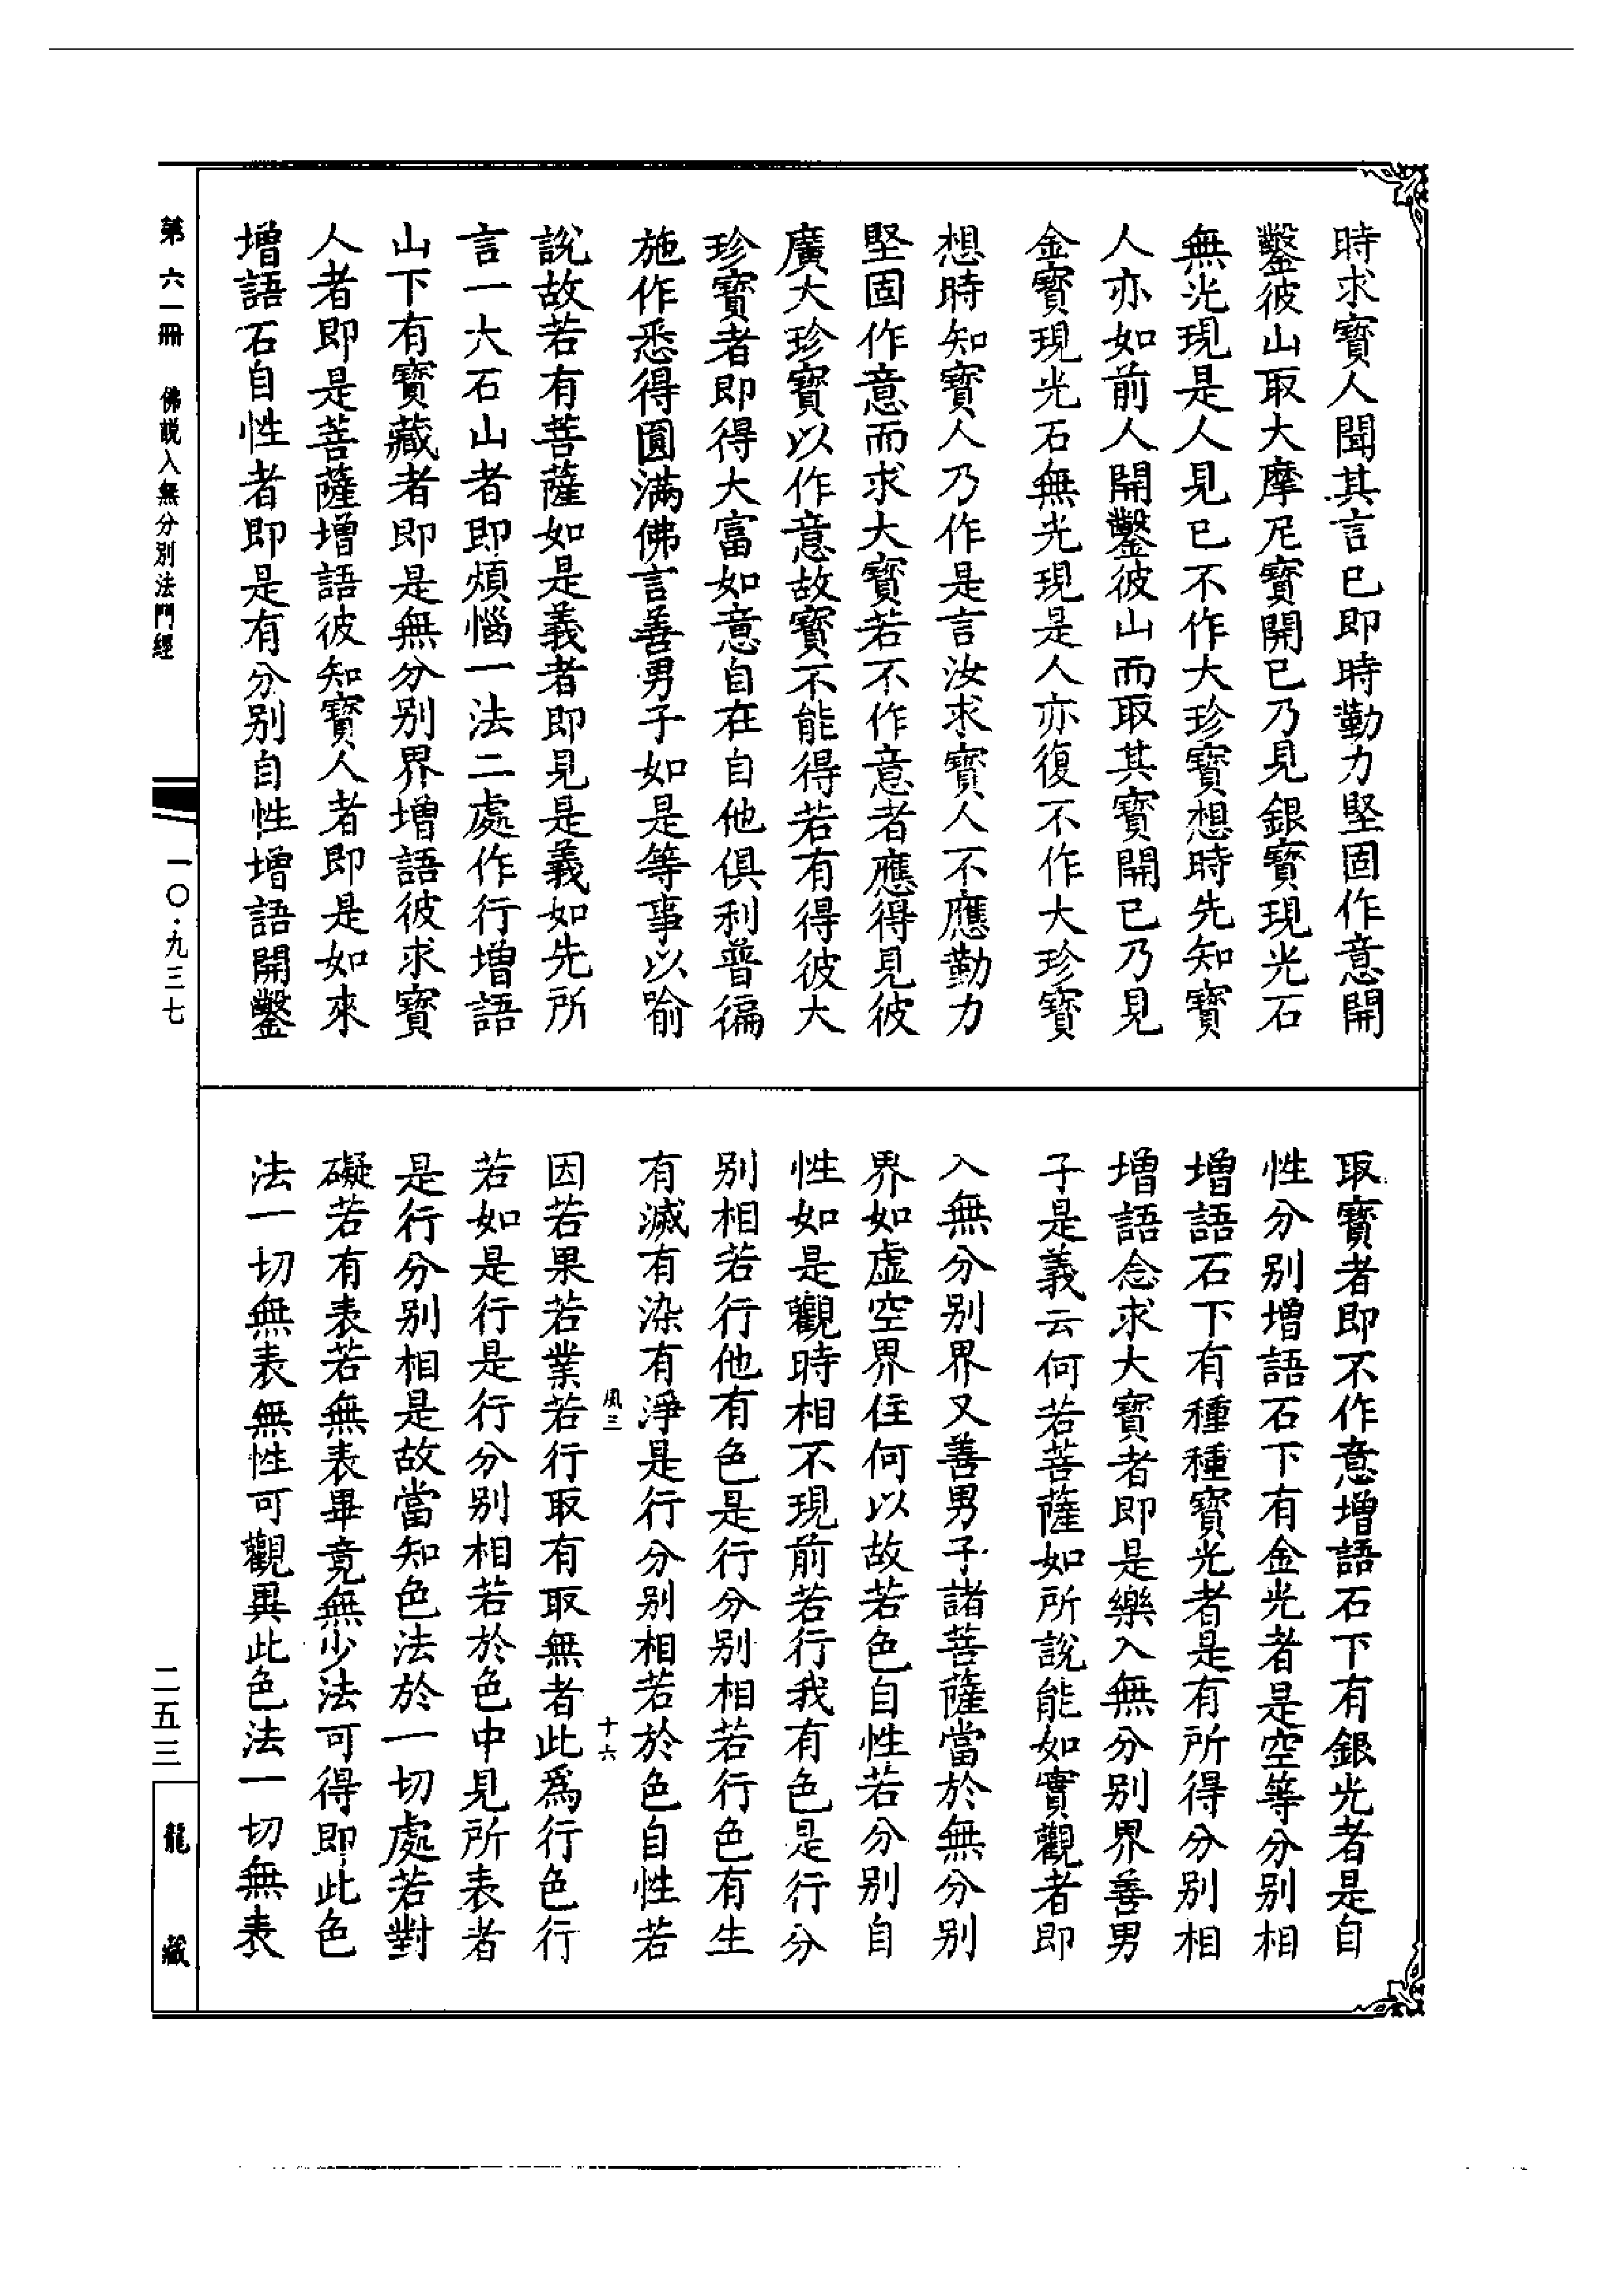 時求寶人聞其言已即時勤力堅固作意開
鑿彼山取大摩尼寶開已乃見銀寶現光石
無光現是人見已不作大珍寶想時先知寶
人亦如前人開鑿彼山而取其寶開已乃見
金寶現光石無光現是人亦復不作大珍寶
想時知寶人乃作是言汝求寶人不應勤力
堅固作意而求大寶若不作意者應得見彼
廣大珍寶以作意故寶不能得若有得彼大
珍寶者即得大富如意自在自他俱利普徧
施作悉得圓滿佛言善男子如是等事以喻
說故若有菩薩如是義者即見是義如先所
言一大石山者即煩惱一法二處作行增語
山下有寶藏者即是無分別界增語彼求寶
人者即是菩薩增語彼知寶人者即是如來
增語石自性者即是有分別自性增語開鑿
取寶者即不作意增語石下有銀光者是自
性分別增語石下有金光者是空等分別相
增語石下有種種寶光者是有所得分別相
增語念求大寶者即是樂入無分別界善男
子是義云何若菩薩如所說能如實觀者即
入無分別界又善男子諸菩薩當於無分別
界如虛空界住何以故若色自性若分別自
性如是觀時相不現前若行我有色是行分
別相若行他有色是行分別相若行色有生
有滅有染有淨是行分別相若於色自性若
風三
十六
因若果若業若行取有取無者此為行色行
若如是行是行分別相若於色中見所表者
是行分別相是故當知色法於一切處若對
礙若有表若無表畢竟無少法可得即此色
法一切無表無性可觀異此色法一切無表
第六一冊 佛說入無分別法門經
一〇·九三七
二五三
龍藏